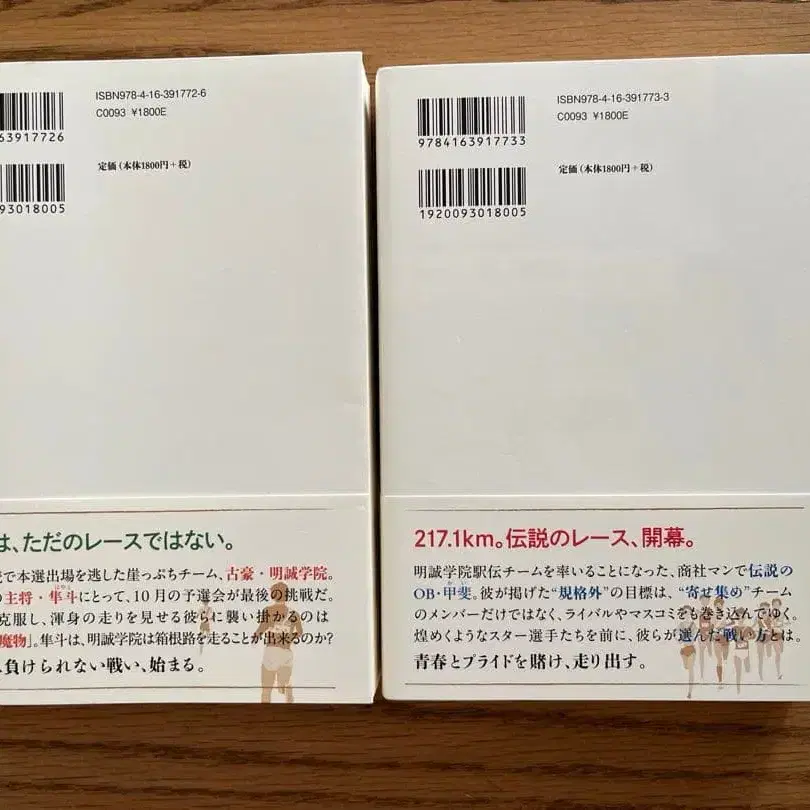 ISBN978-4-16-391772-6
C0093 ¥1800E
63917726
定価(本体1800円+税)
93018005
は、ただのレースではない。
で本選出場を逃した崖っぷちチーム、古豪・明誠学院。
主将・隼斗にとって、10月の予選会が最後の挑戦だ。
はやと
克服し、渾身の走りを見せる彼らに襲い掛かるのは
魔物」。隼斗は、明誠学院は箱根路を走ることが出来るのか?
負けられない戦い、始まる。
ISBN978-4-16-391773-3
C0093 ¥1800E
9784163917733
定価(本体1800円+税)
1920093018005
217.1km。伝説のレース、開幕。
明誠学院駅伝チームを率いることになった、商社マンで伝説の
かい
OB・甲斐。彼が掲げた“規格外”の目標は、“寄せ集め”チーム
のメンバーだけではなく、ライバルやマスコミをも巻き込んでゆく。
煌めくようなスター選手たちを前に、彼らが選んだ戦い方とは。
青春とプライドを賭け、走り出す。